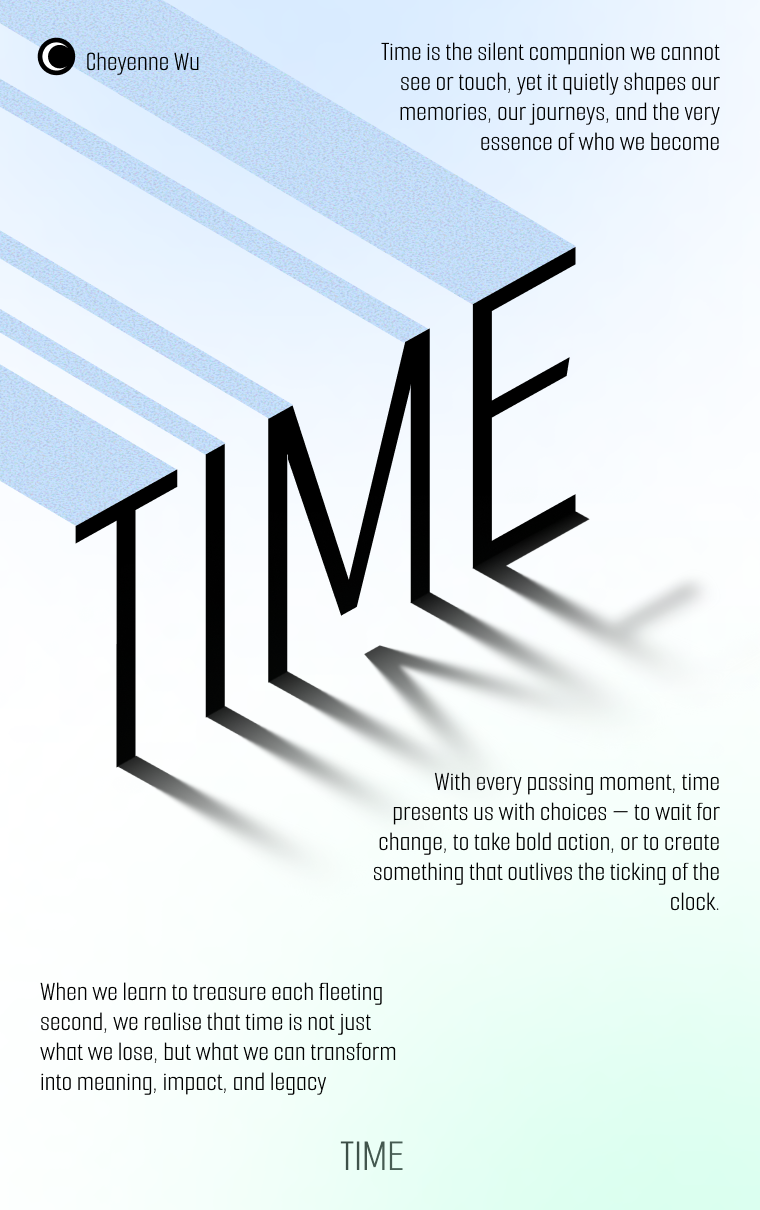 Cheyenne Wu
Time is the silent companion we cannot
see or touch, yet it quietly shapes our
memories, our journeys, and the very
essence of who we become
TIME
With every passing moment, time
presents us with choices — to wait for
change, to take bold action, or to create
something that outlives the ticking of the
clock.
When we learn to treasure each fleeting
second, we realise that time is not just
what we lose, but what we can transform
into meaning, impact, and legacy
TIME